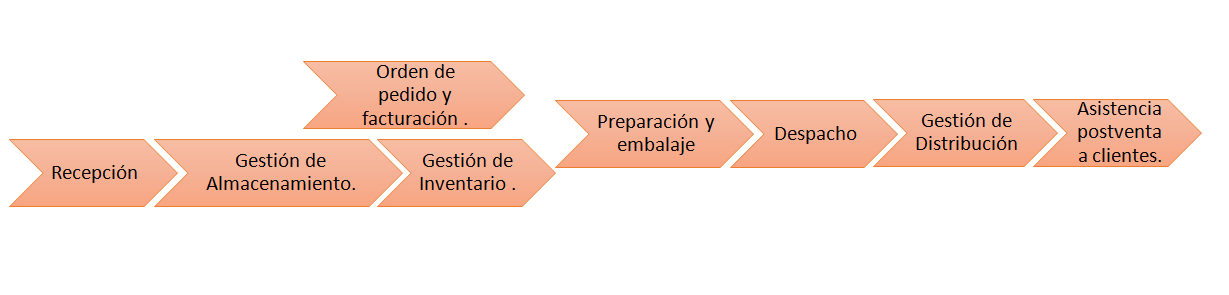 Orden de
pedido y
facturación .
Recepción
Gestión de
Almacenamiento.
Gestión de
Inventario .
Preparación y
embalaje
Despacho
Gestión de
Distribución
Asistencia
postventa
a clientes.